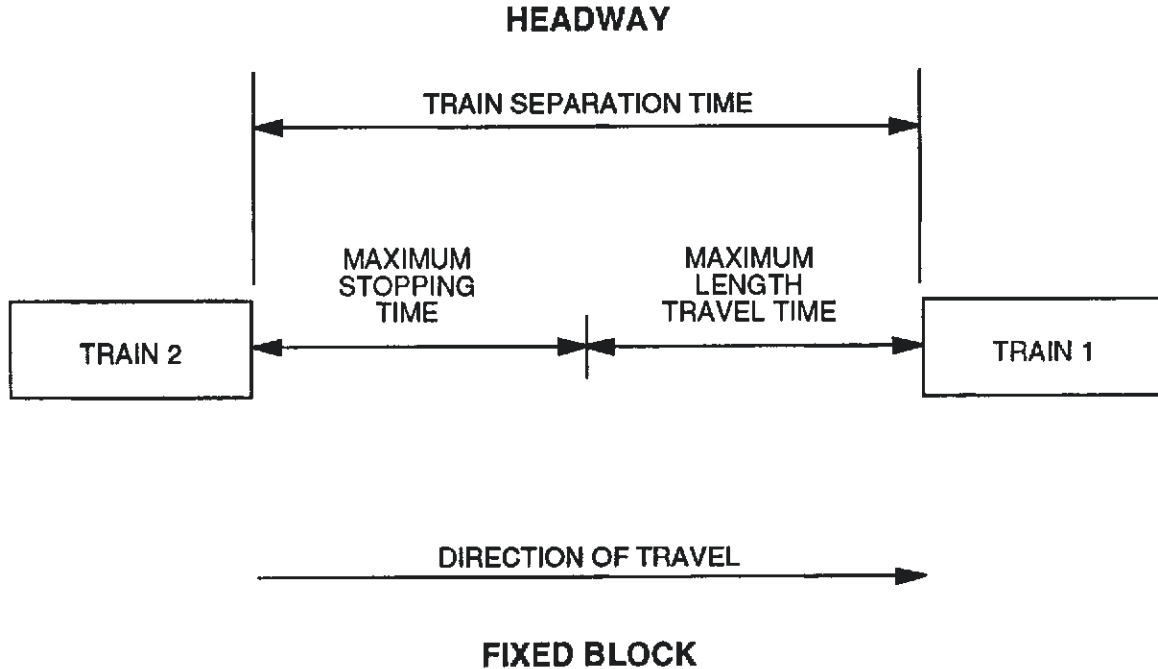 HEADWAY
TRAIN SEPARATION TIME
MAXIMUM
STOPPING
TIME
MAXIMUM
LENGTH
TRAVEL TIME
TRAIN 2
TRAIN 1
DIRECTION OF TRAVEL
FIXED BLOCK